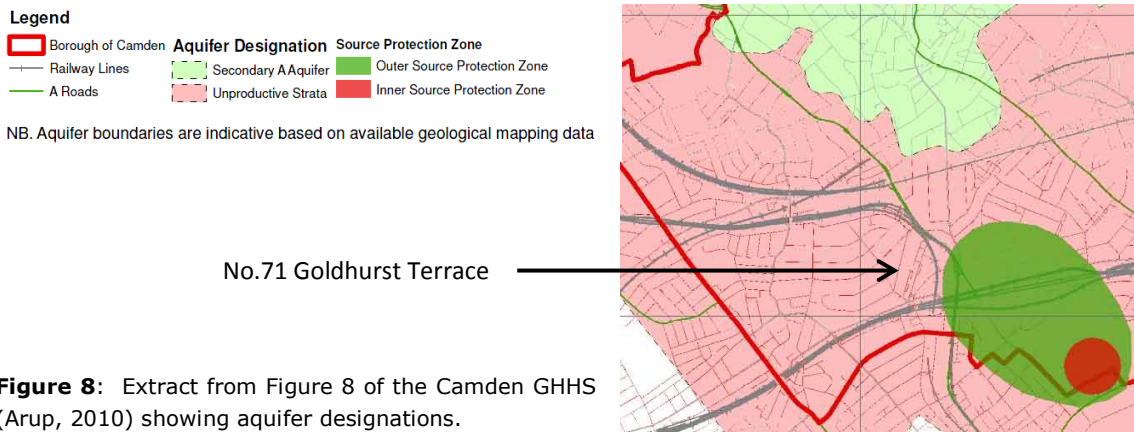 Legend
Borough of Camden
Railway Lines
A Roads
Aquifer Designation
Secondary A Aquifer
Unproductive Strata
Source Protection Zone
Outer Source Protection Zone
Inner Source Protection Zone
NB. Aquifer boundaries are indicative based on available geological mapping data
No.71 Goldhurst Terrace
Figure 8: Extract from Figure 8 of the Camden GHHS
(Arup, 2010) showing aquifer designations.